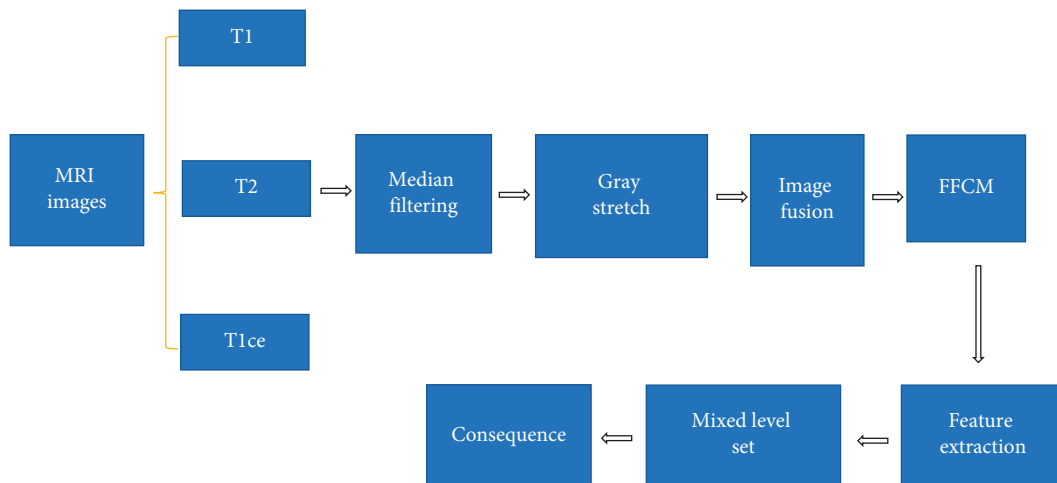 MRI
images
T1
T2
T1ce
Median
filtering
Gray
stretch
Image
fusion
FFCM
Feature
extraction
Mixed level
set
Consequence